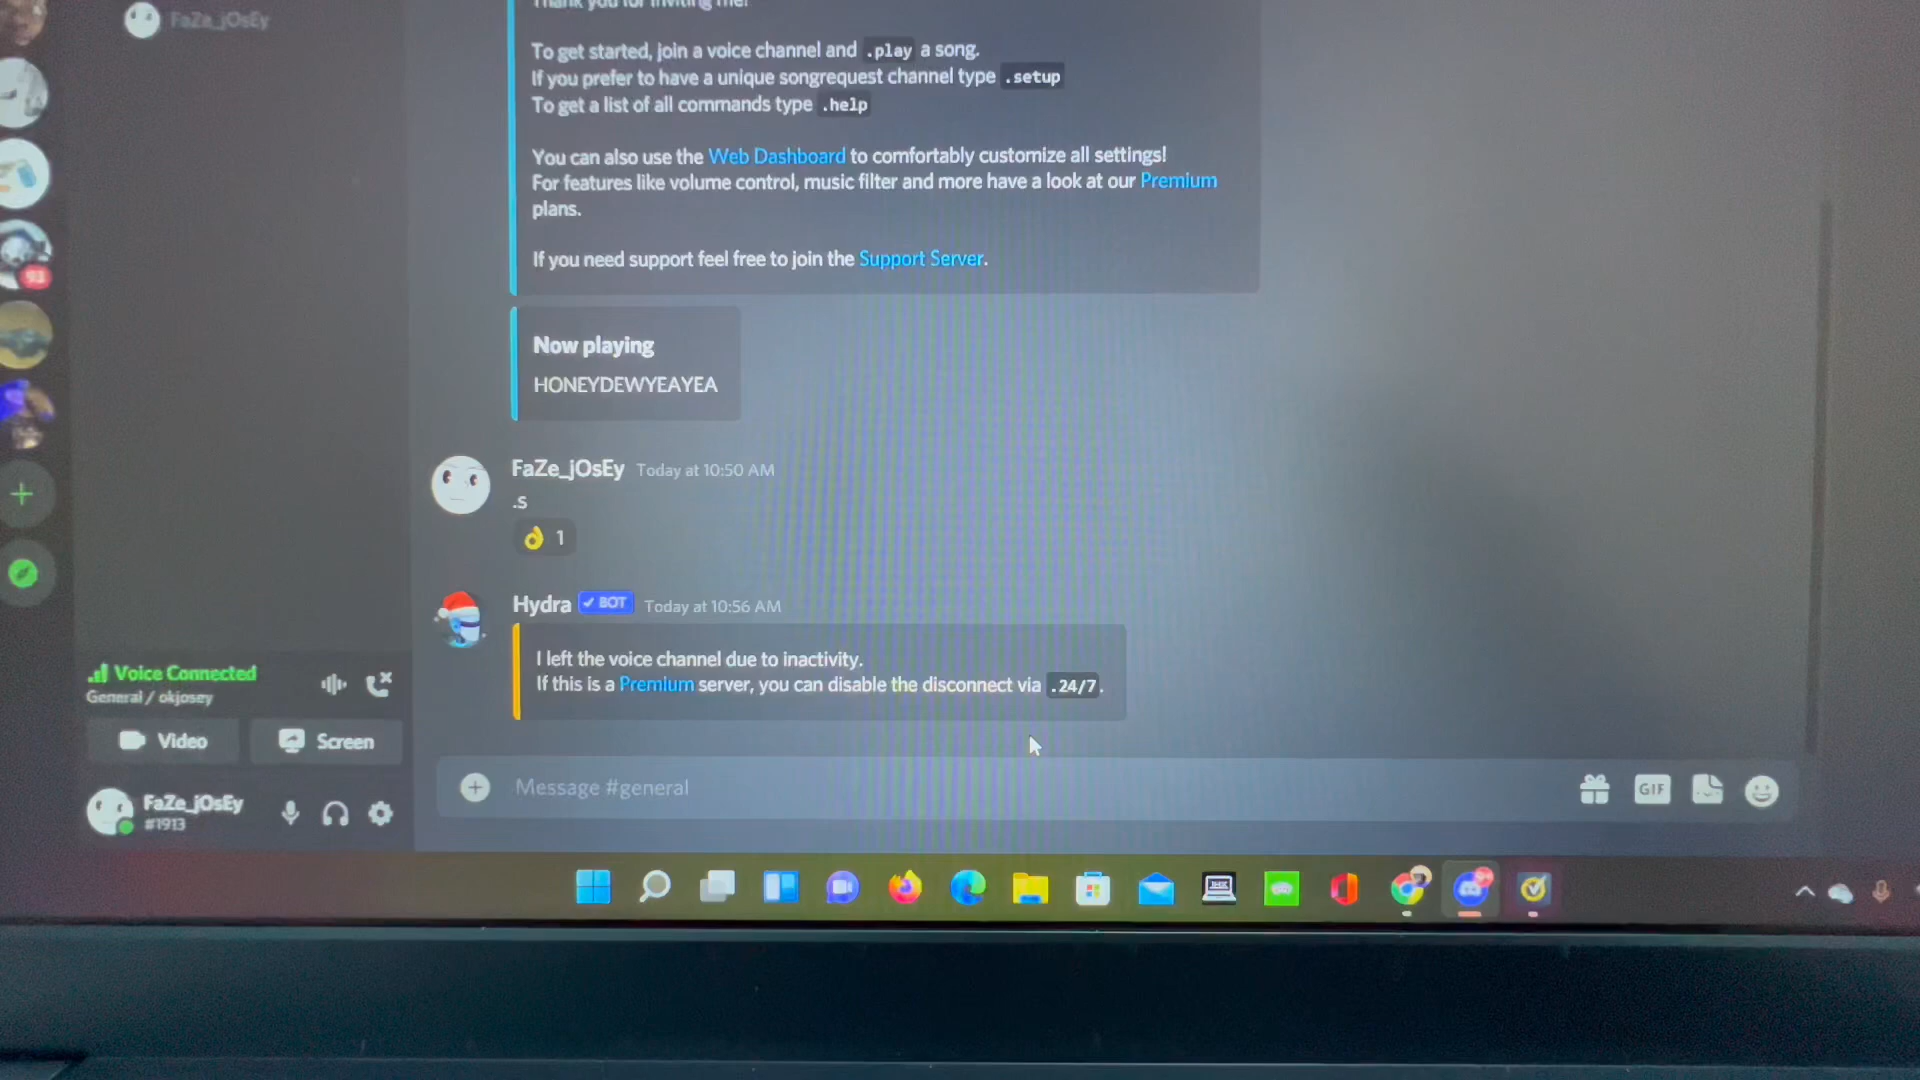 FaZe_jOsEy
Thank you for inviting me!
To get started, join a voice channel and .play a song.
If you prefer to have a unique songrequest channel type .setup
To get a list of all commands type .help
You can also use the Web Dashboard to comfortably customize all settings!
For features like volume control, music filter and more have a look at our Premium
plans.
If you need support feel free to join the Support Server.
93
Now playing
HONEYDEWYEAYEA
FaZe_jOsEy Today at 10:50 AM
.s
1
Hydra BOT Today at 10:56 AM
I left the voice channel due to inactivity.
If this is a Premium server, you can disable the disconnect via .24/7.
Voice Connected
General / okjosey
Video Screen
Message #general
GIF
FaZe_jOsEy
#1913